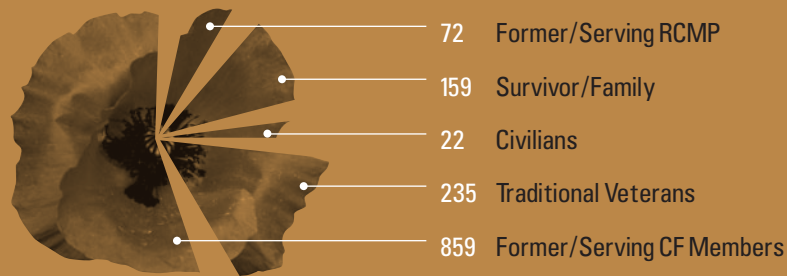 72 Former/Serving RCMP
159 Survivor/Family
22 Civilians
235 Traditional Veterans
859 Former/Serving CF Members